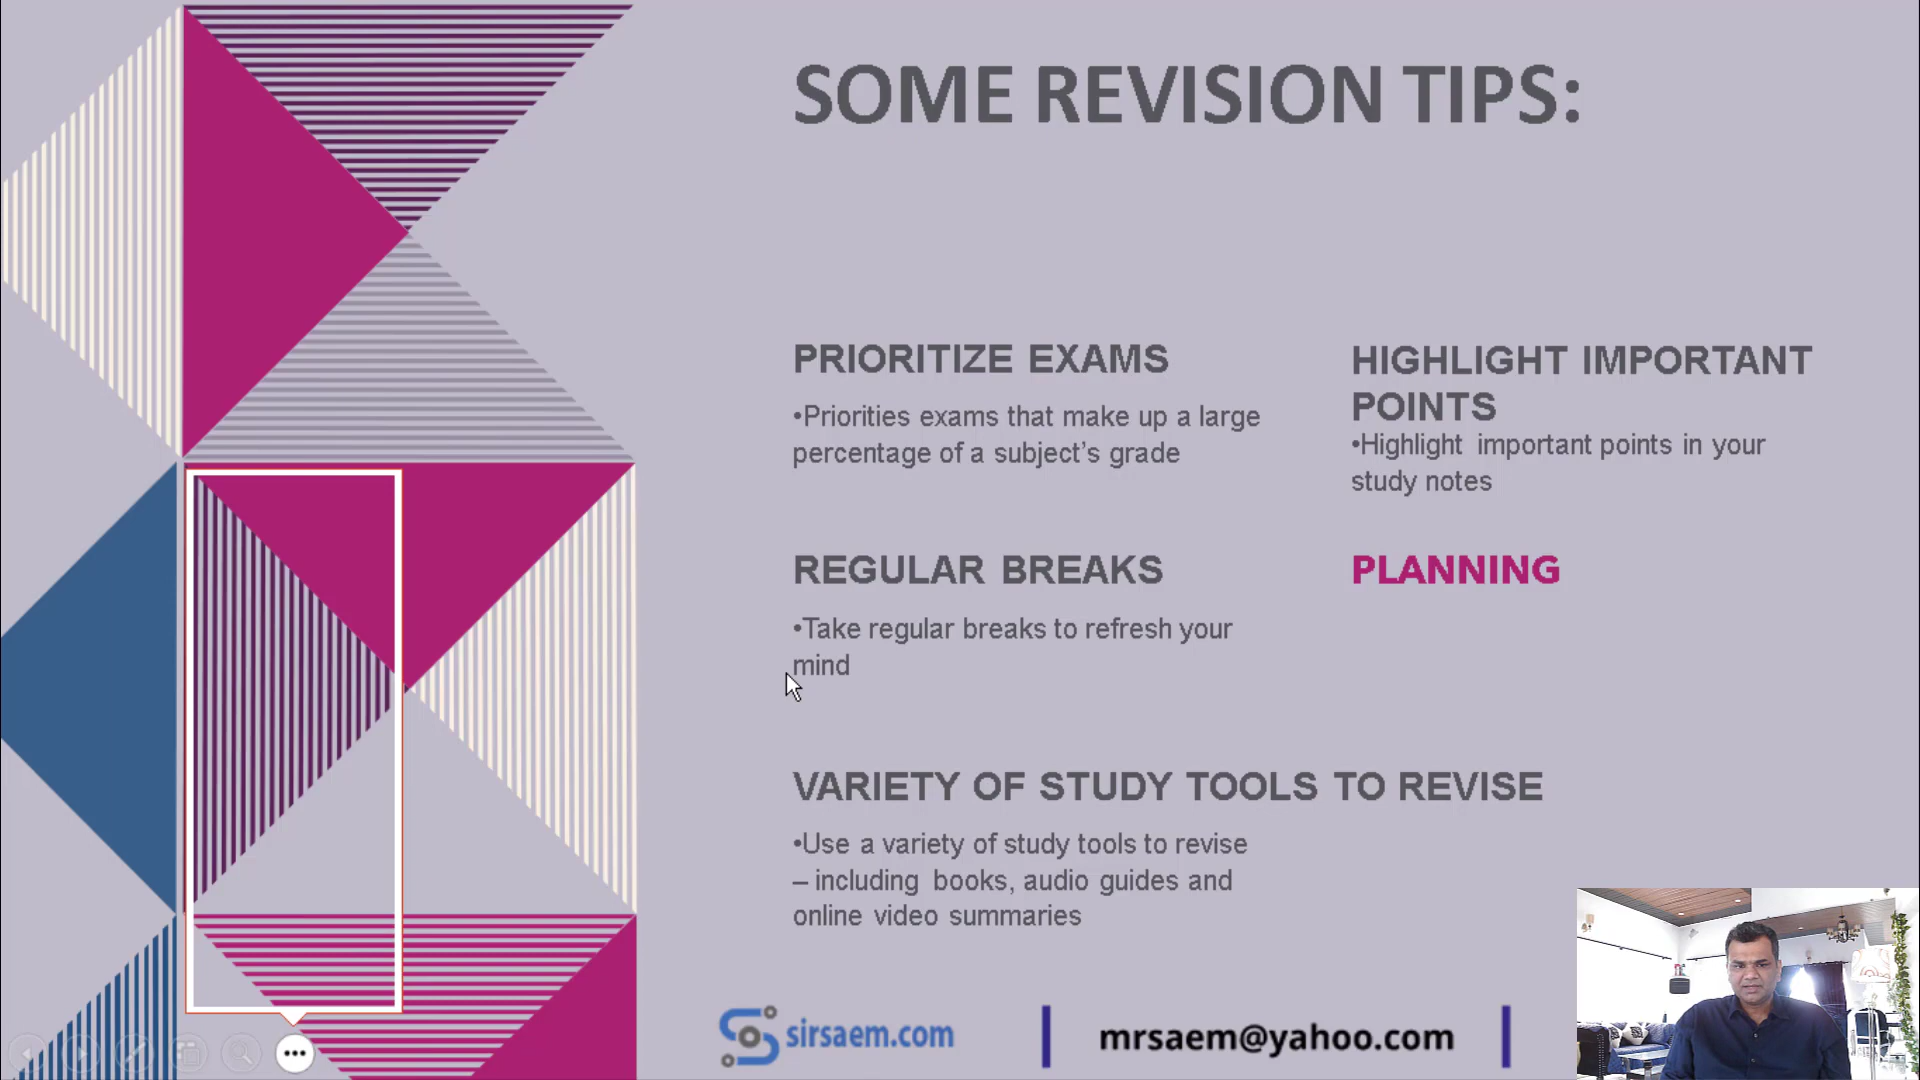 SOME REVISION TIPS:
PRIORITIZE EXAMS
•Priorities exams that make up a large
percentage of a subject’s grade
HIGHLIGHT IMPORTANT
POINTS
•Highlight important points in your
study notes
REGULAR BREAKS
•Take regular breaks to refresh your
mind
PLANNING
VARIETY OF STUDY TOOLS TO REVISE
•Use a variety of study tools to revise
– including books, audio guides and
online video summaries
sirsaem.com
mrsaem@yahoo.com